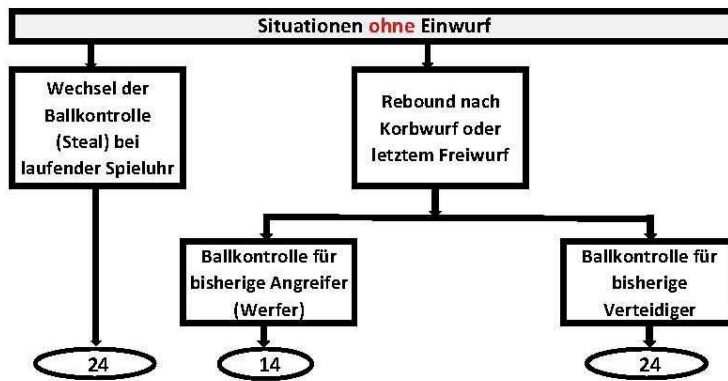 Situationen ohne Einwurf
Wechsel der
Ballkontrolle
(Steal) bei
laufender Spieluhr
Rebound nach
Korbwurf oder
letztem Freiwurf
Ballkontrolle für
bisherige Angreifer
(Werfer)
Ballkontrolle für
bisherige
Verteidiger
24
14
24